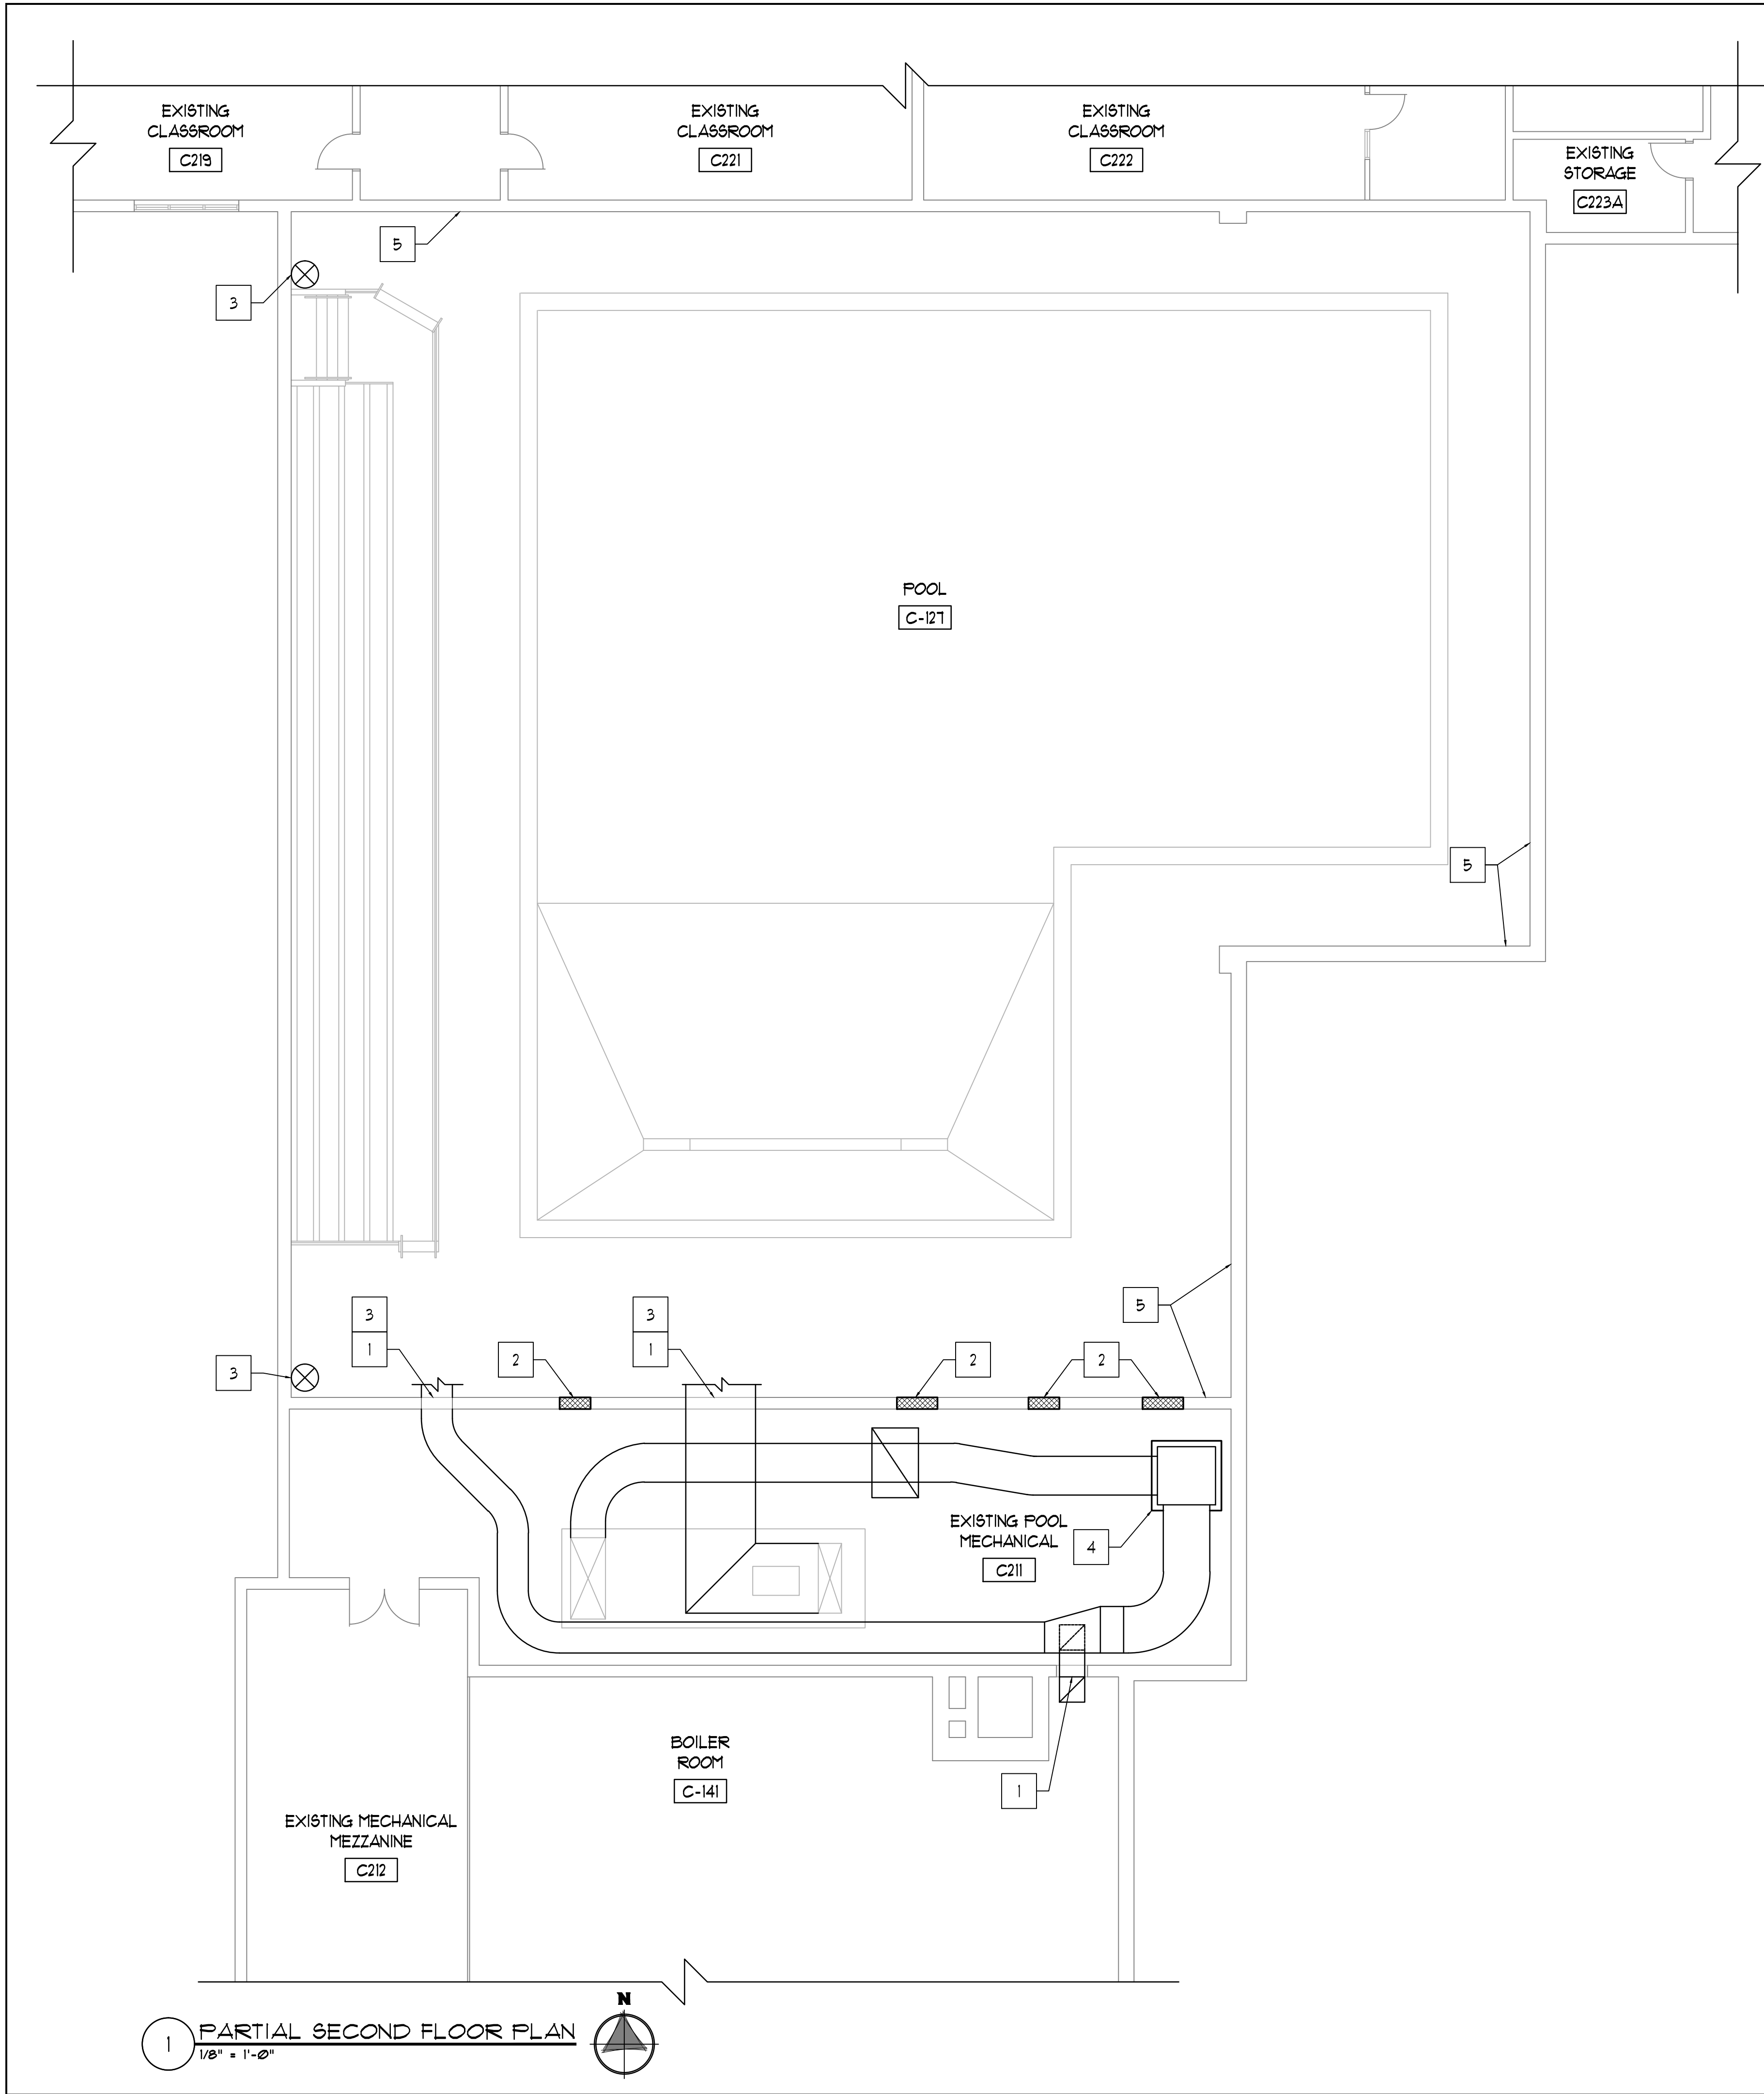 EXISTING
CLASSROOM
C219
EXISTING
CLASSROOM
C221
EXISTING
CLASSROOM
C222
EXISTING
STORAGE
C223A
5
3
POOL
C-127
5
5
3
1
3
1
2
2
2
3
EXISTING POOL
MECHANICAL
C211
4
BOILER
ROOM
C-141
1
EXISTING MECHANICAL
MEZZANINE
C212
N
1
PARTIAL SECOND FLOOR PLAN
1/8" = 1'-0"